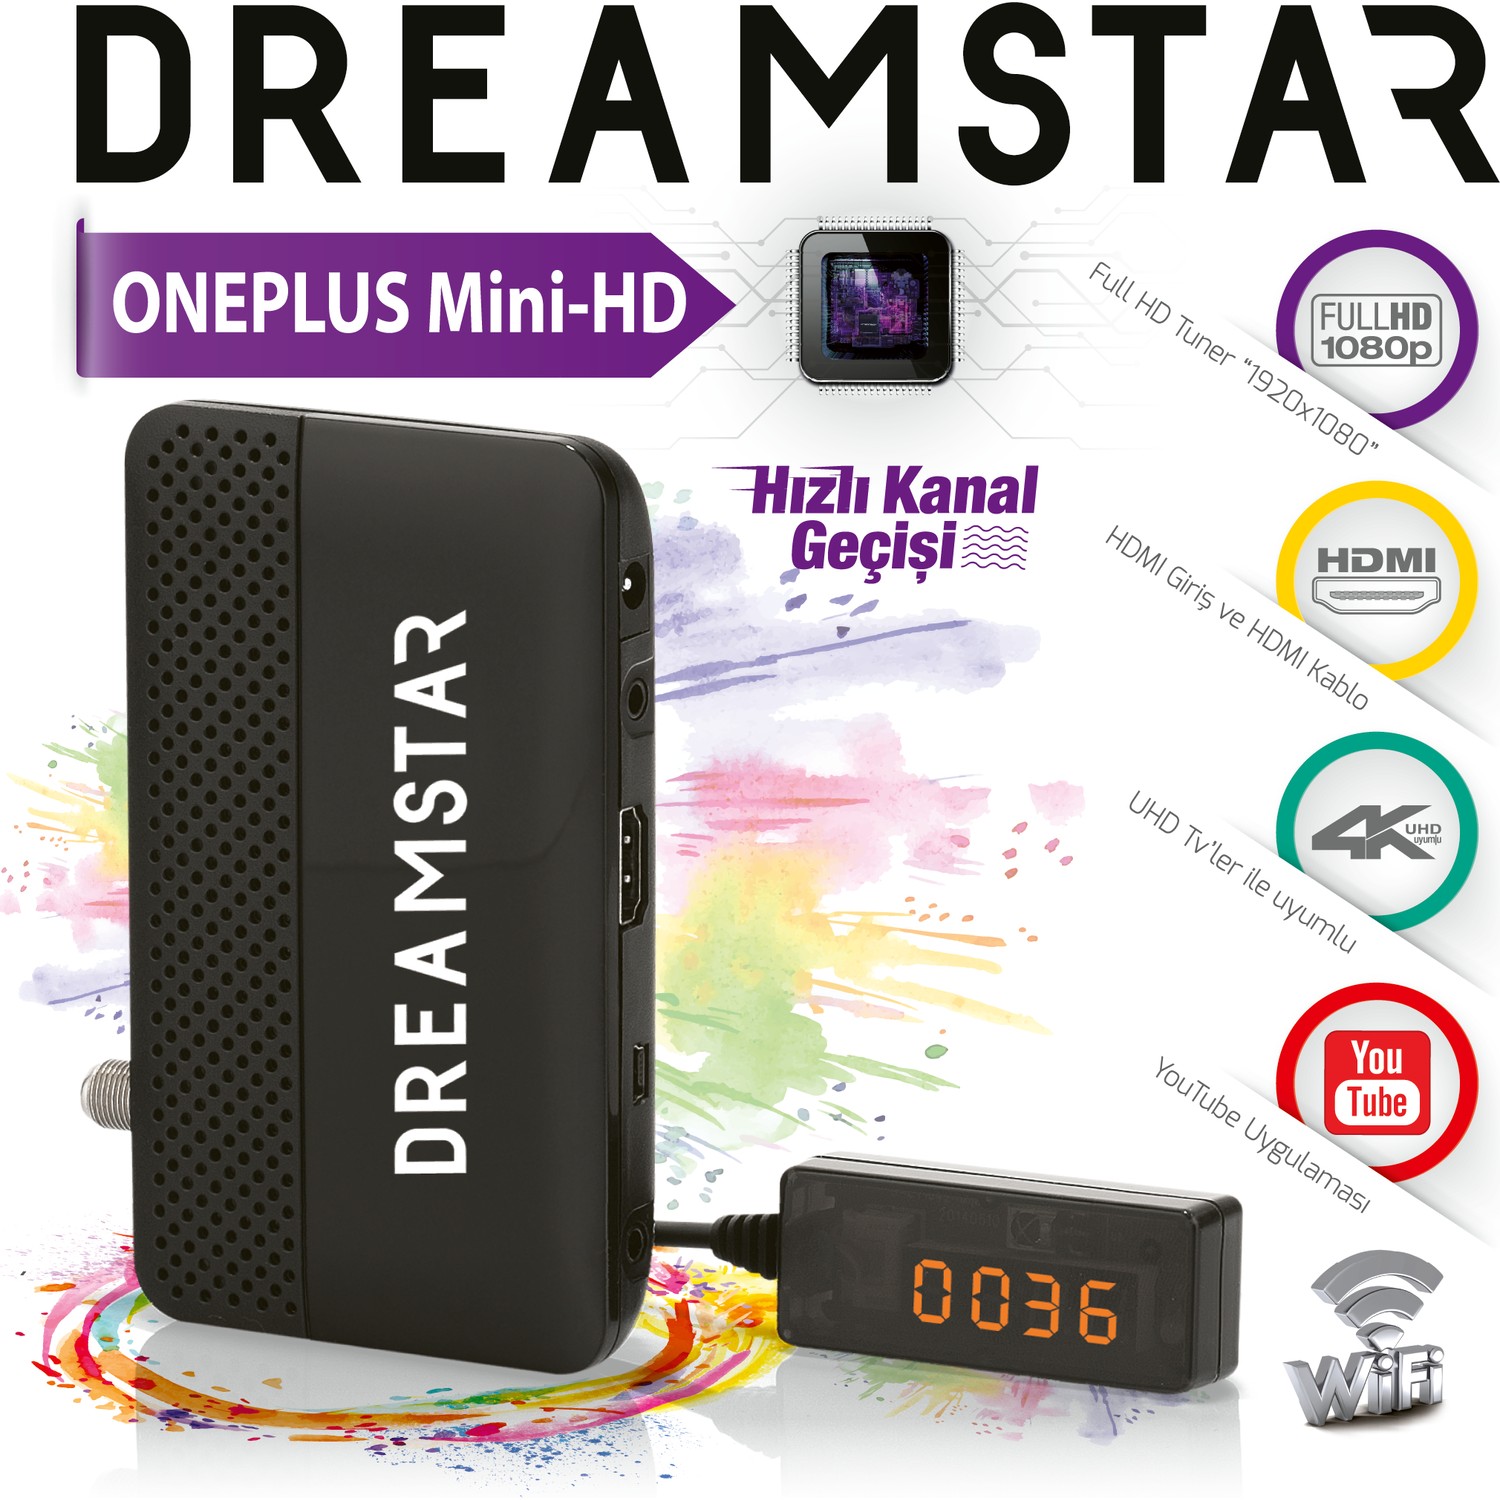 DREAMSTAR
ONEPLUS Mini-HD
Hızlı Kanal
Geçişi
Full HD Tuner “1920x1080”
FULLHD
1080p
HDMI Giriş ve HDMI Kablo
HDMI
UHD Tv'ler ile uyumlu
4K UHD
uyumlu
YouTube Uygulaması
You
Tube
DREAMSTAR
0036
WiFi